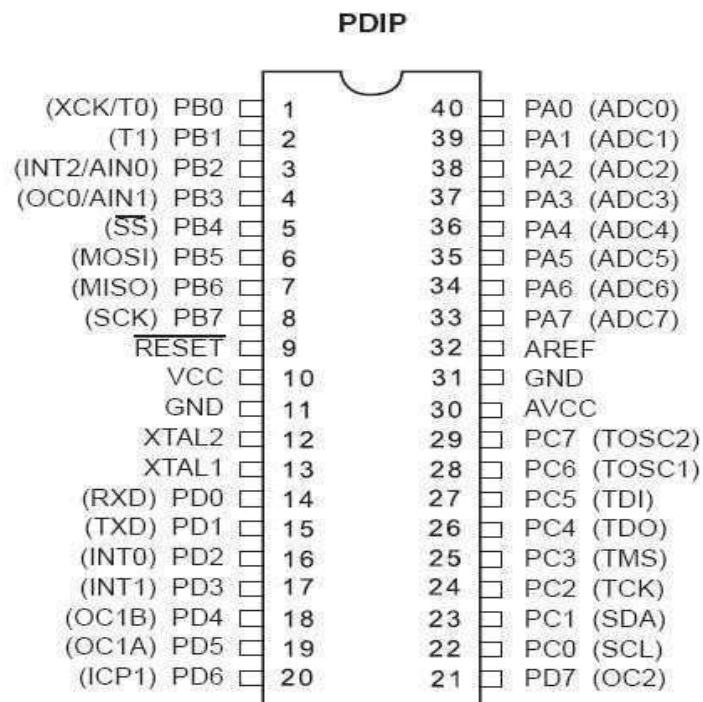 PDIP
(XCK/T0) PB0 1 40 PA0 (ADC0)
(T1) PB1 2 39 PA1 (ADC1)
(INT2/AIN0) PB2 3 38 PA2 (ADC2)
(OC0/AIN1) PB3 4 37 PA3 (ADC3)
(SS) PB4 5 36 PA4 (ADC4)
(MOSI) PB5 6 35 PA5 (ADC5)
(MISO) PB6 7 34 PA6 (ADC6)
(SCK) PB7 8 33 PA7 (ADC7)
RESET 9 32 AREF
VCC 10 31 GND
GND 11 30 AVCC
XTAL2 12 29 PC7 (TOSC2)
XTAL1 13 28 PC6 (TOSC1)
(RXD) PD0 14 27 PC5 (TDI)
(TXD) PD1 15 26 PC4 (TDO)
(INT0) PD2 16 25 PC3 (TMS)
(INT1) PD3 17 24 PC2 (TCK)
(OC1B) PD4 18 23 PC1 (SDA)
(OC1A) PD5 19 22 PC0 (SCL)
(ICP1) PD6 20 21 PD7 (OC2)